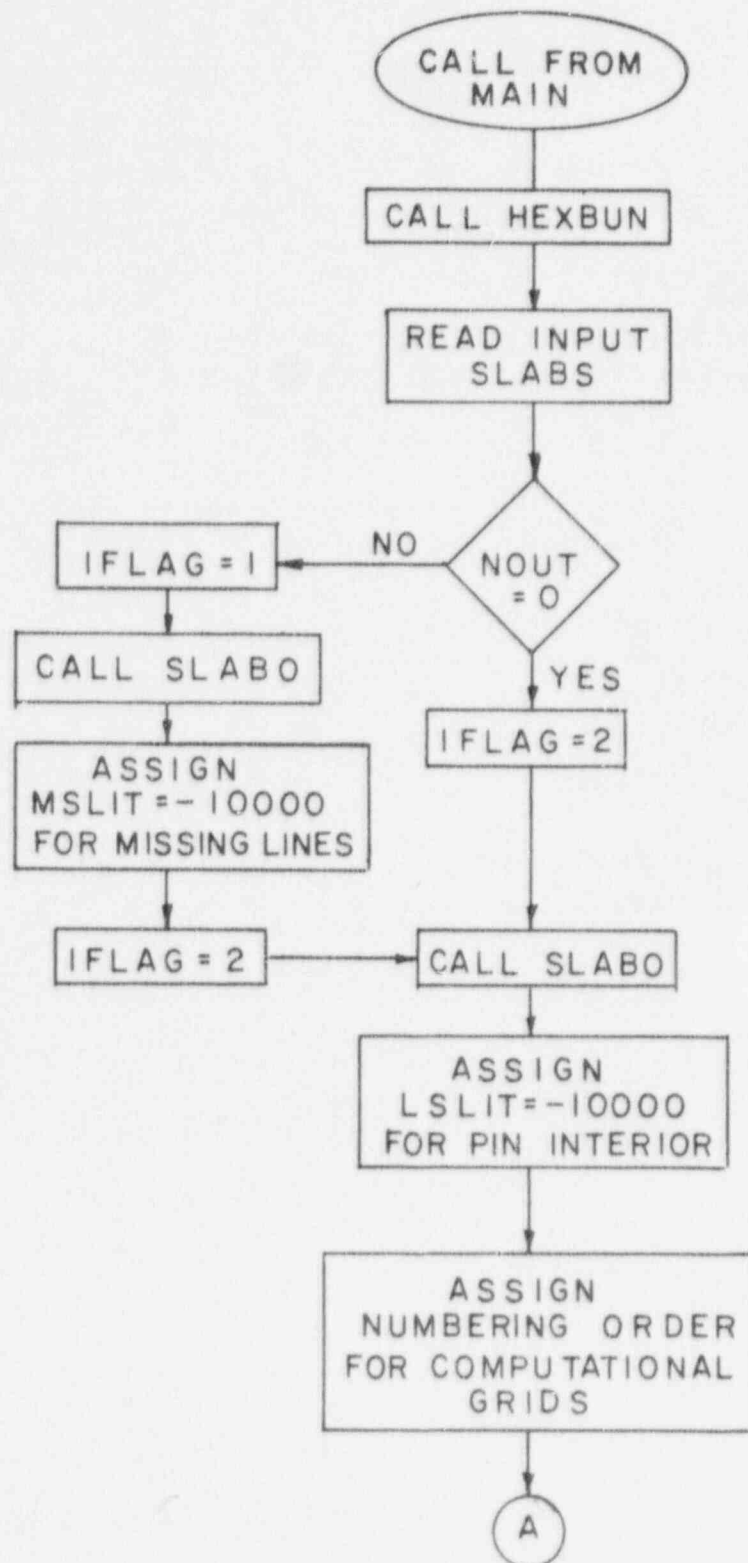 CALL FROM
MAIN
CALL HEXBUN
READ INPUT
SLABS
NOUT
= 0
NO
YES
IFLAG = 1
CALL SLABO
ASSIGN
MSLIT = - 10000
FOR MISSING LINES
IFLAG = 2
IFLAG = 2
CALL SLABO
ASSIGN
LSLIT = -10000
FOR PIN INTERIOR
ASSIGN
NUMBERING ORDER
FOR COMPUTATIONAL
GRIDS
A